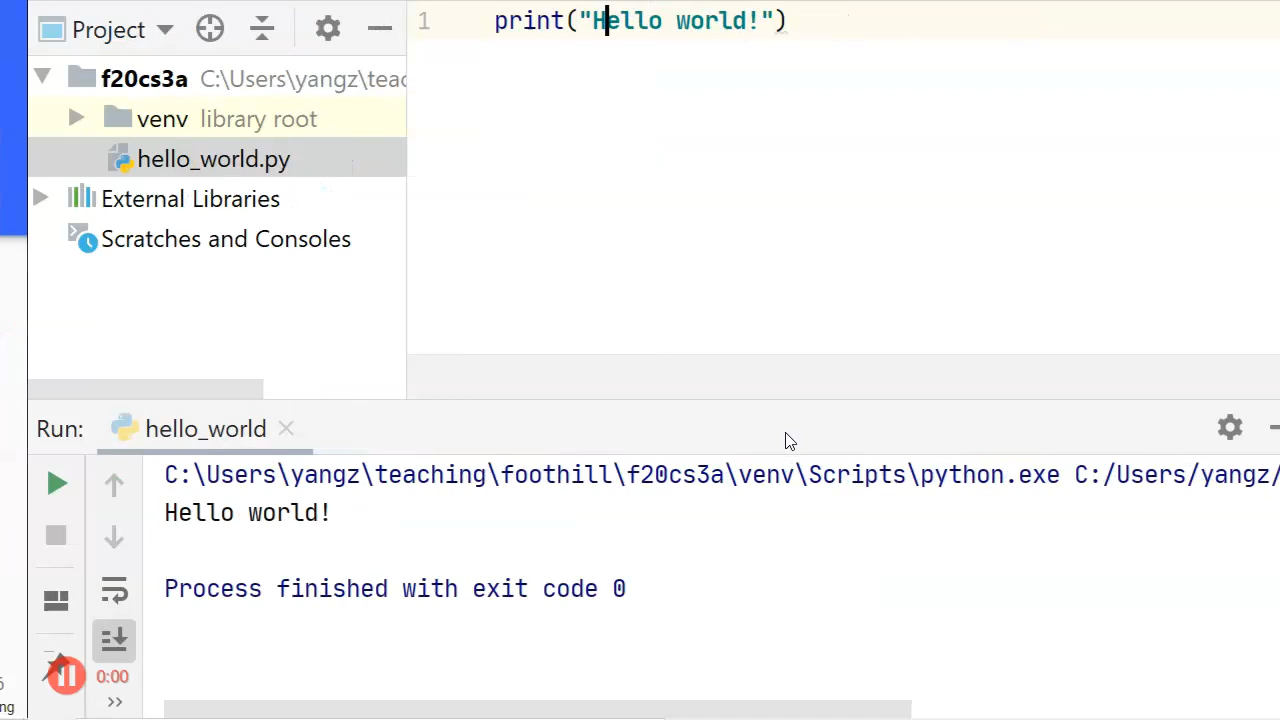 Project
1 print("Hello world!")
f20cs3a C:\Users\yangz\teac
venv library root
hello_world.py
External Libraries
Scratches and Consoles
Run: hello_world
C:\Users\yangz\teaching\foothill\f20cs3a\venv\Scripts\python.exe C:/Users/yangz/
Hello world!
Process finished with exit code 0
0:00
6
ng